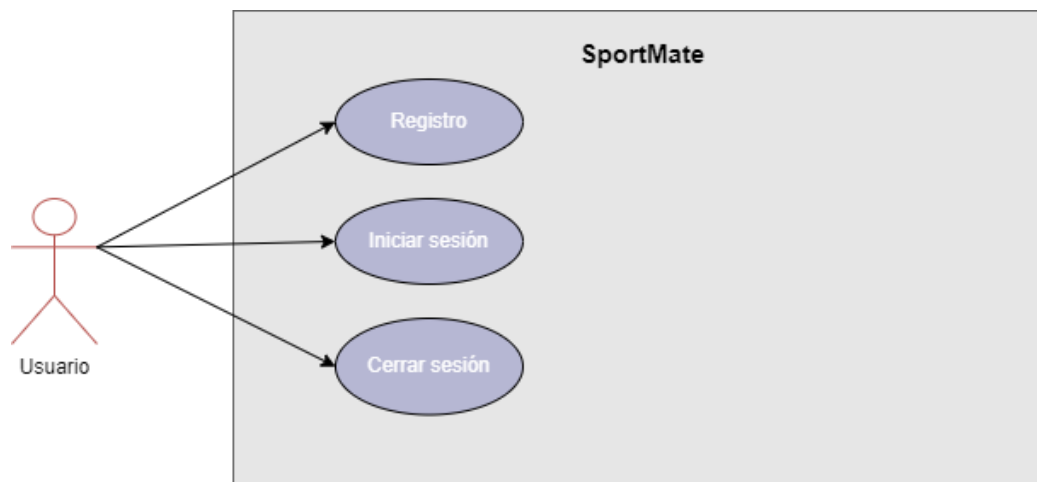 SportMate
Registro
Iniciar sesión
Cerrar sesión
Usuario